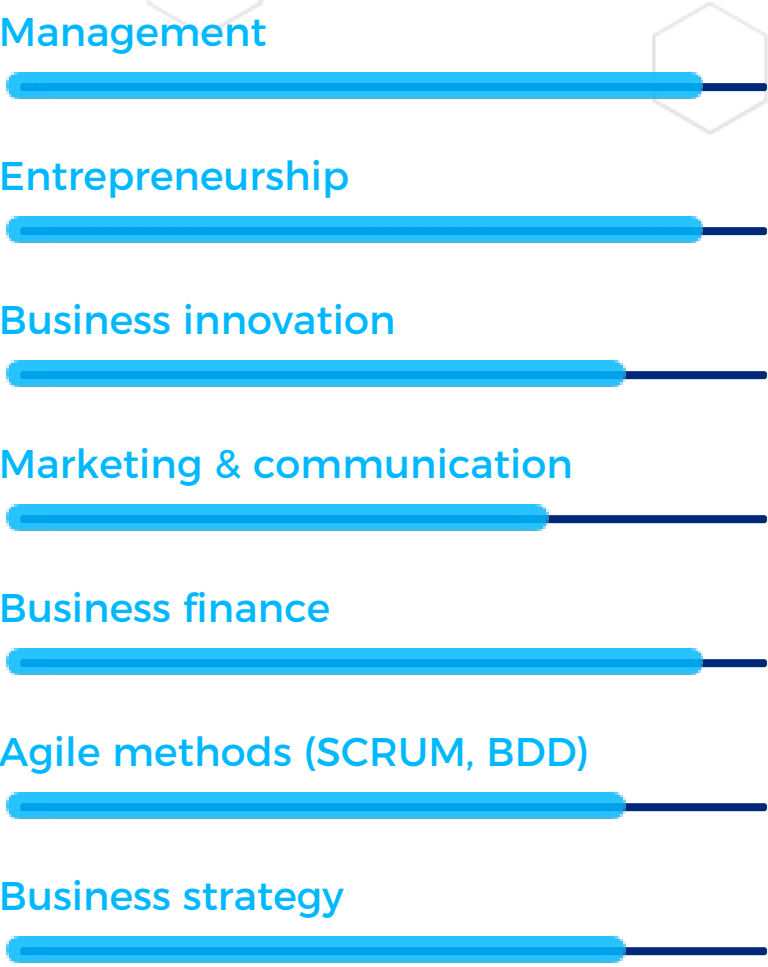 Management
Entrepreneurship
Business innovation
Marketing & communication
Business finance
Agile methods (SCRUM, BDD)
Business strategy